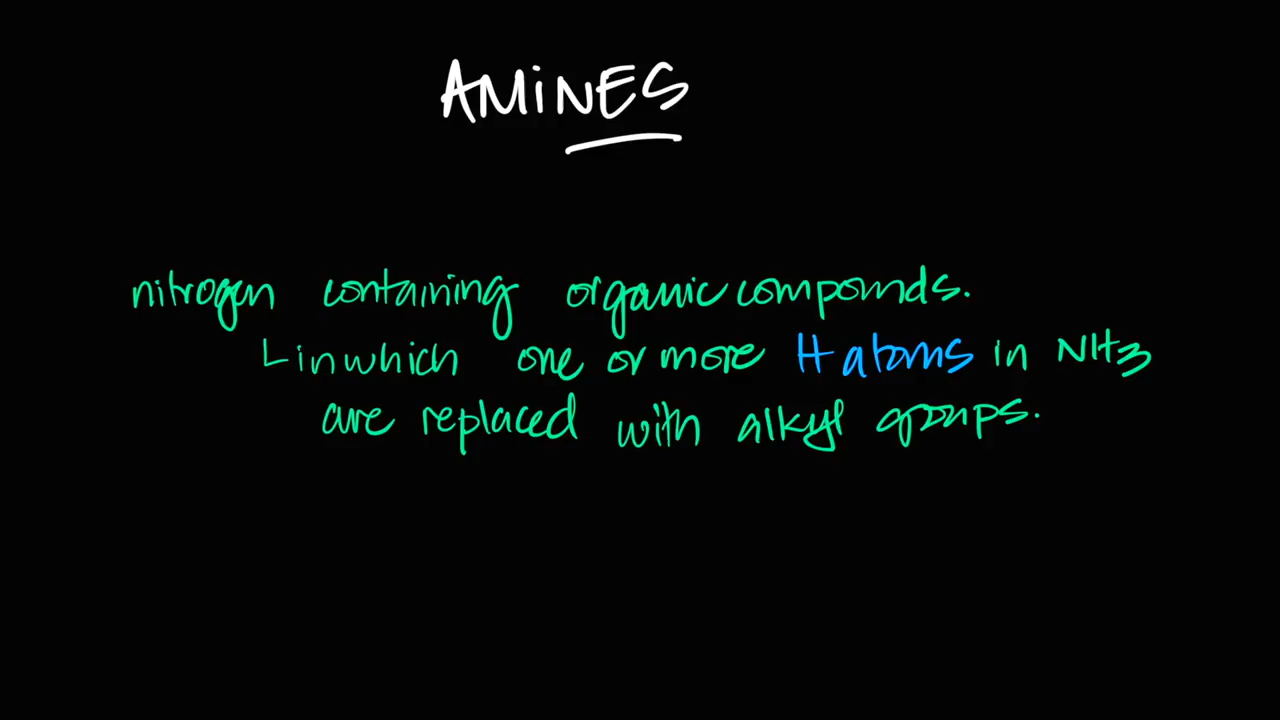 AMiNES
nitrogen containing organic compounds.
in which one or more H atoms in NH3
are replaced with alkyl groups.